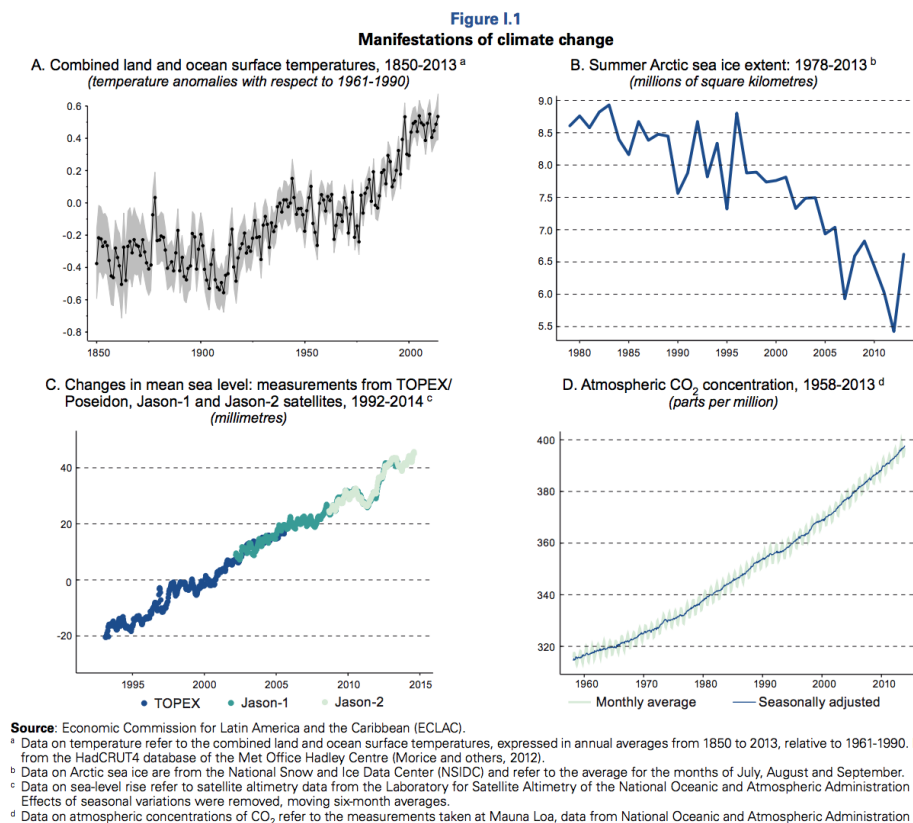 Figure I.1
Manifestations of climate change
A. Combined land and ocean surface temperatures, 1850-2013 a
(temperature anomalies with respect to 1961-1990)
0.6
0.4
0.2
0.0
-0.2
-0.4
-0.6
-0.8
1850
1900
1950
2000
B. Summer Arctic sea ice extent: 1978-2013 b
(millions of square kilometres)
9.0
8.5
8.0
7.5
7.0
6.5
6.0
5.5
1980
1985
1990
1995
2000
2005
2010
C. Changes in mean sea level: measurements from TOPEX/
Poseidon, Jason-1 and Jason-2 satellites, 1992-2014 c
(millimetres)
40
20
0
-20
1995
2000
2005
2010
2015
TOPEX
Jason-1
Jason-2
D. Atmospheric CO2 concentration, 1958-2013 d
(parts per million)
400
380
360
340
320
1960
1970
1980
1990
2000
2010
Monthly average
Seasonally adjusted
Source: Economic Commission for Latin America and the Caribbean (ECLAC).
a Data on temperature refer to the combined land and ocean surface temperatures, expressed in annual averages from 1850 to 2013, relative to 1961-1990.
from the HadCRUT4 database of the Met Office Hadley Centre (Morice and others, 2012).
b Data on Arctic sea ice are from the National Snow and Ice Data Center (NSIDC) and refer to the average for the months of July, August and September.
c Data on sea-level rise refer to satellite altimetry data from the Laboratory for Satellite Altimetry of the National Oceanic and Atmospheric Administration
Effects of seasonal variations were removed, moving six-month averages.
d Data on atmospheric concentrations of CO2 refer to the measurements taken at Mauna Loa, data from National Oceanic and Atmospheric Administration